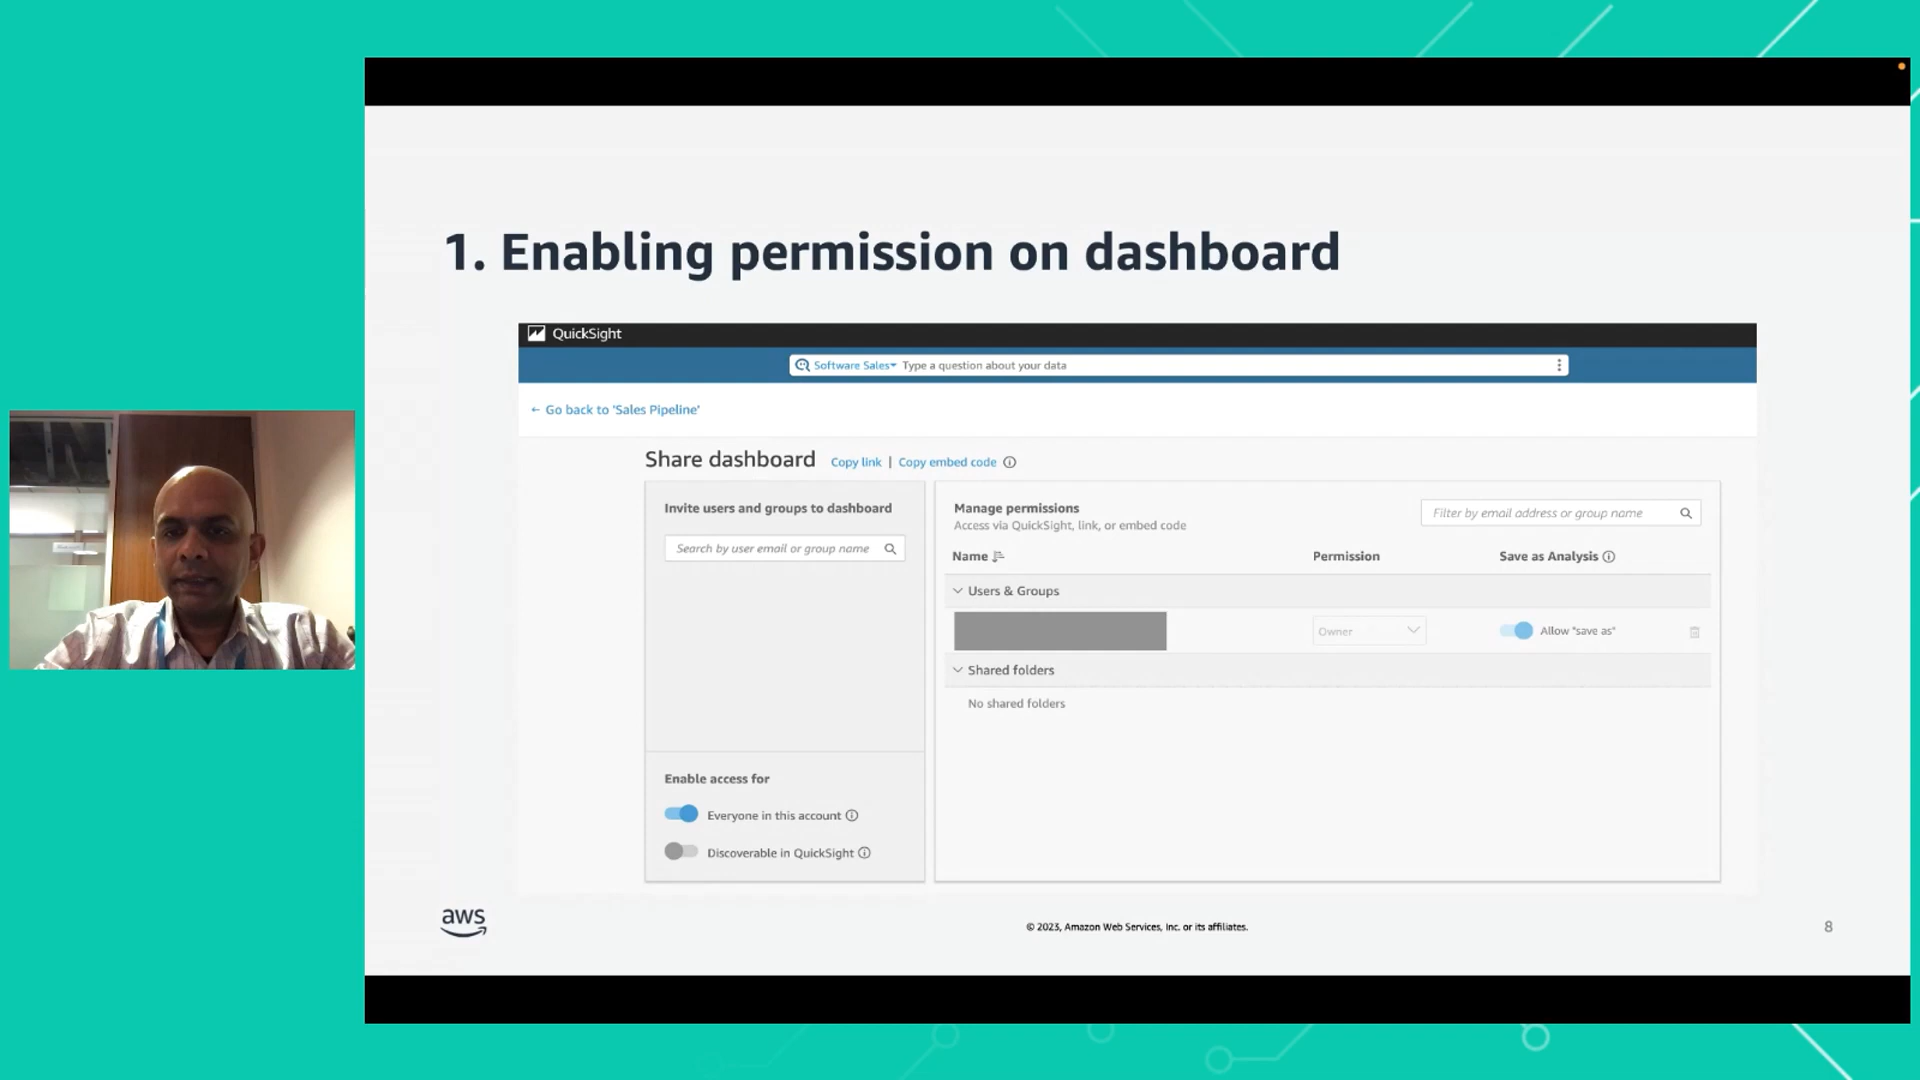 1. Enabling permission on dashboard
QuickSight
Software Sales Type a question about your data
← Go back to 'Sales Pipeline'
Share dashboard Copy link | Copy embed code
Invite users and groups to dashboard
Search by user email or group name
Enable access for
Everyone in this account
Discoverable in QuickSight
Manage permissions
Access via QuickSight, link, or embed code
Filter by email address or group name
Name Permission Save as Analysis
Users & Groups
Owner Allow "save as"
Shared folders
No shared folders
aws
© 2023, Amazon Web Services, Inc. or its affiliates.
8